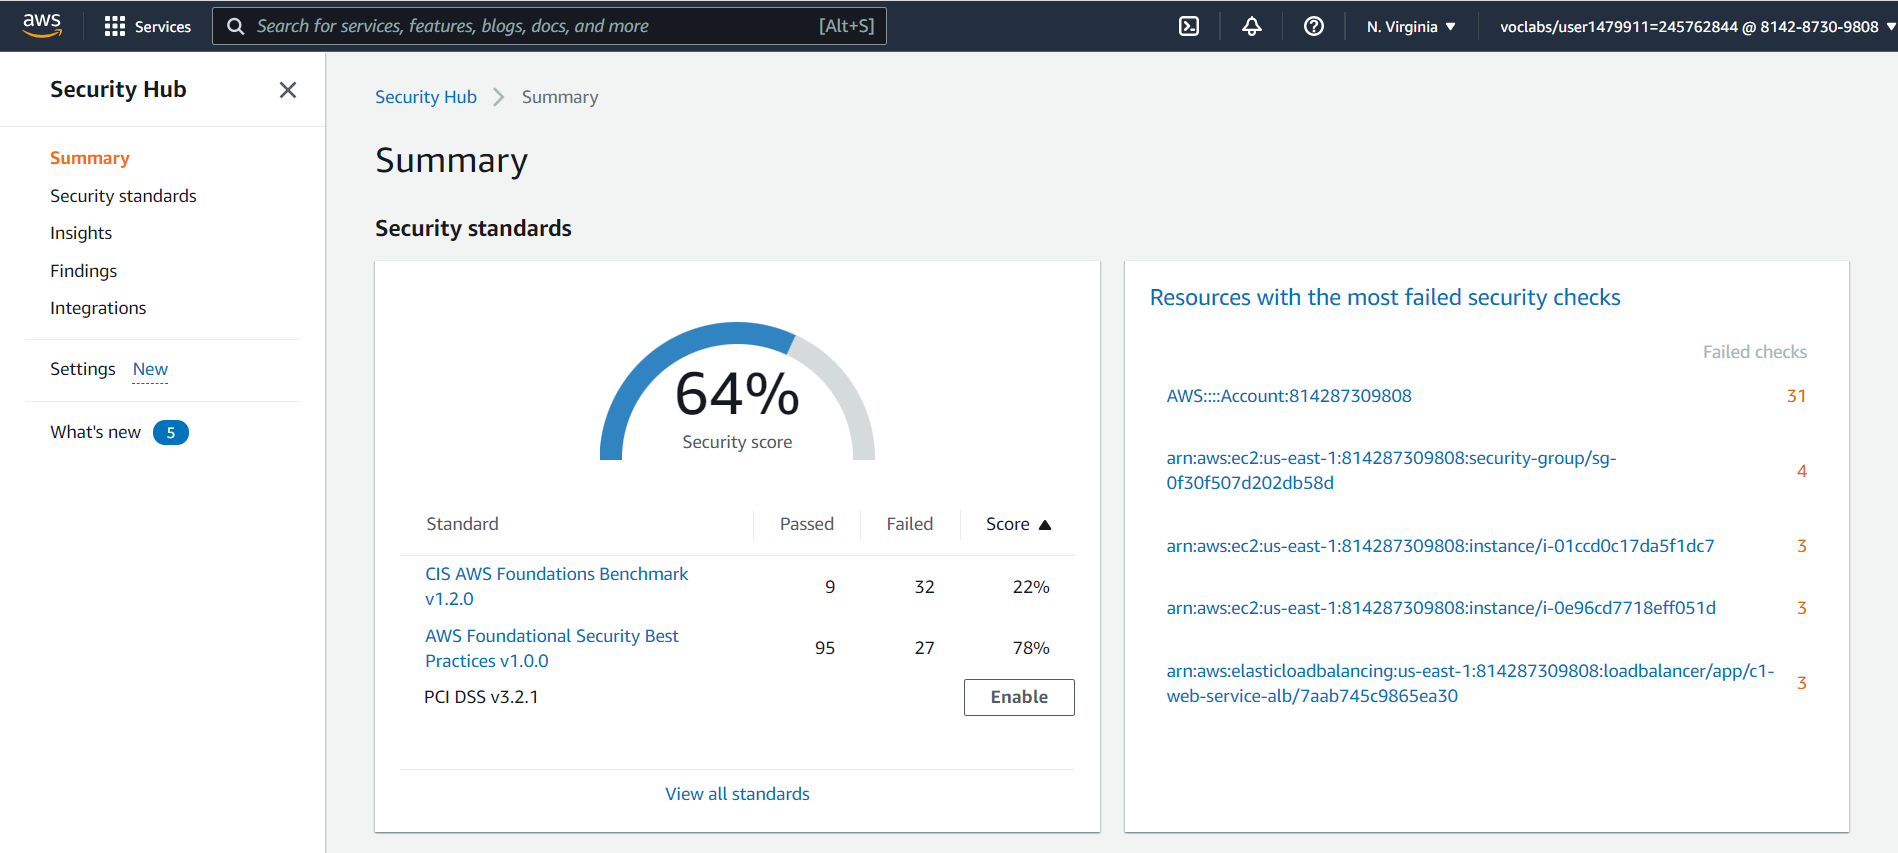 aws
Services
Search for services, features, blogs, docs, and more
[Alt+S]
N. Virginia
voclabs/user1479911=245762844 @ 8142-8730-9808
Security Hub
Summary
Security standards
Insights
Findings
Integrations
Settings New
What's new 5
Security Hub Summary
Summary
Security standards
64%
Security score
Standard Passed Failed Score
CIS AWS Foundations Benchmark
v1.2.0
9 32 22%
AWS Foundational Security Best
Practices v1.0.0
95 27 78%
PCI DSS v3.2.1
Enable
View all standards
Resources with the most failed security checks
Failed checks
AWS::::Account:814287309808 31
arn:aws:ec2:us-east-1:814287309808:security-group/sg-
0f30f507d202db58d
4
arn:aws:ec2:us-east-1:814287309808:instance/i-01ccd0c17da5f1dc7 3
arn:aws:ec2:us-east-1:814287309808:instance/i-0e96cd7718eff051d 3
arn:aws:elasticloadbalancing:us-east-1:814287309808:loadbalancer/app/c1-
web-service-alb/7aab745c9865ea30
3